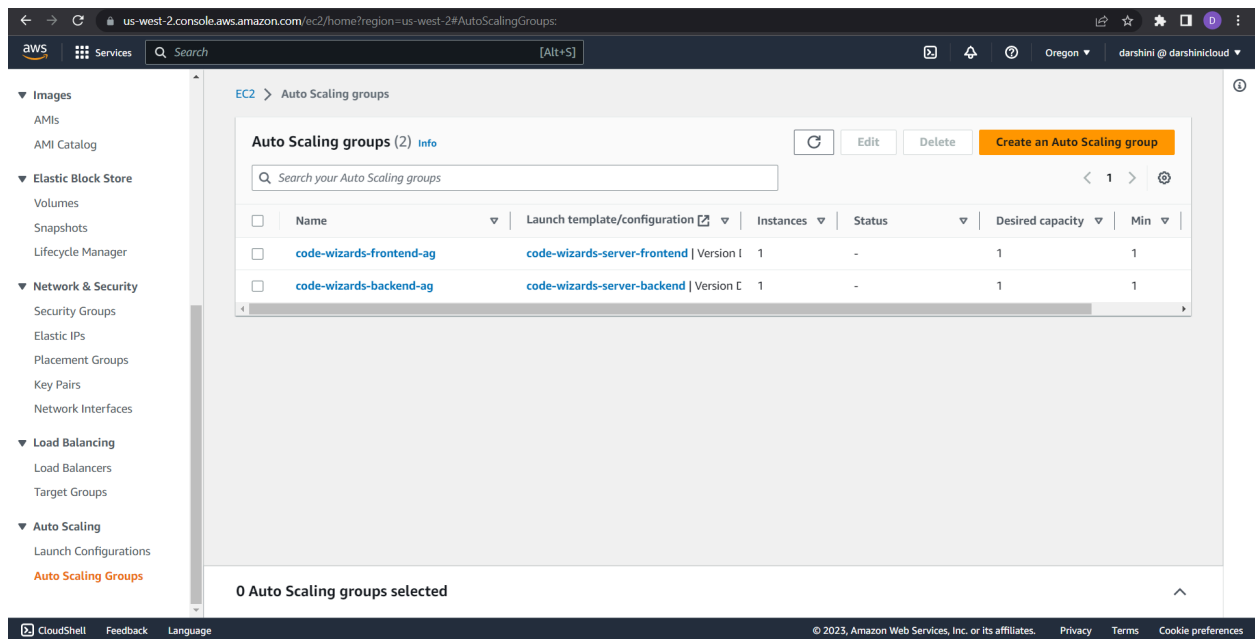 us-west-2.console.aws.amazon.com/ec2/home?region=us-west-2#AutoScalingGroups:
D
aws
Services
Search
[Alt+S]
Oregon
darshini @ darshinicloud
Images
AMIs
AMI Catalog
Elastic Block Store
Volumes
Snapshots
Lifecycle Manager
Network & Security
Security Groups
Elastic IPs
Placement Groups
Key Pairs
Network Interfaces
Load Balancing
Load Balancers
Target Groups
Auto Scaling
Launch Configurations
Auto Scaling Groups
EC2 > Auto Scaling groups
Auto Scaling groups (2) Info
Edit
Delete
Create an Auto Scaling group
Search your Auto Scaling groups
1
Name Launch template/configuration Instances Status Desired capacity Min
code-wizards-frontend-ag code-wizards-server-frontend | Version 1 - 1 1
code-wizards-backend-ag code-wizards-server-backend | Version 1 - 1 1
0 Auto Scaling groups selected
CloudShell Feedback Language © 2023, Amazon Web Services, Inc. or its affiliates. Privacy Terms Cookie preferences